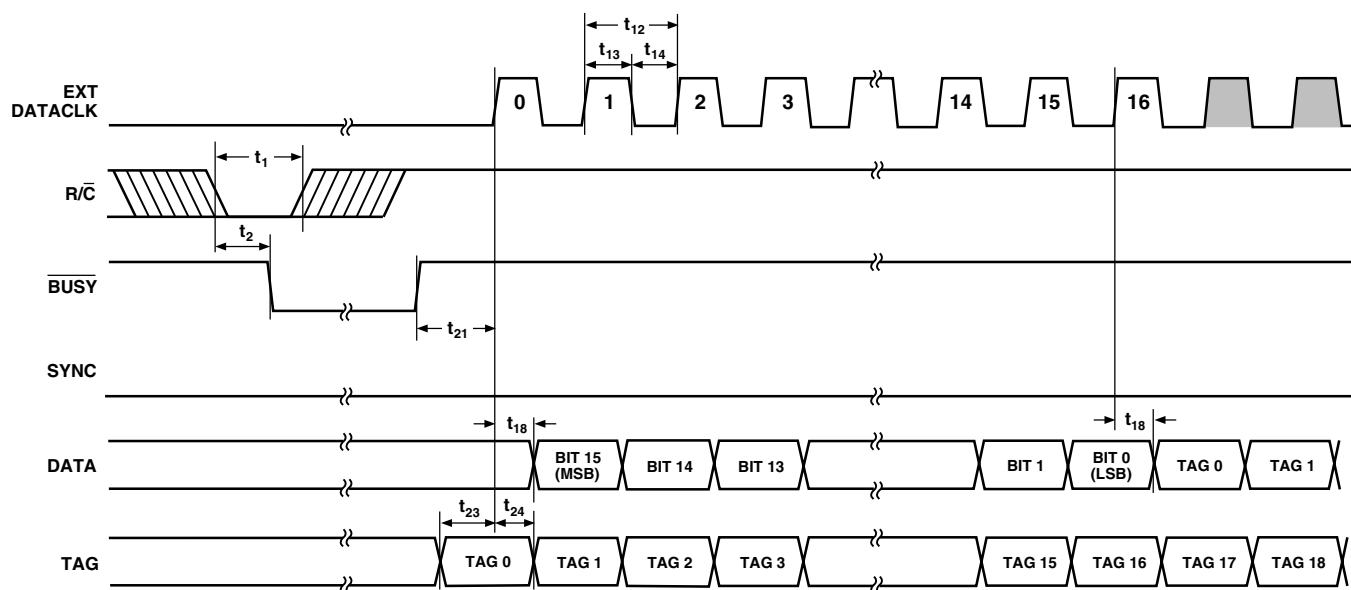 t12
t13 t14
EXT
DATACLK
0 1 2 3 14 15 16
t1
R/C̅
t2
B̅U̅S̅Y̅
t21
SYNC
t18 t18
DATA
BIT 15
(MSB)
BIT 14
BIT 13
BIT 1
BIT 0
(LSB)
TAG 0
TAG 1
t23 t24
TAG
TAG 0
TAG 1
TAG 2
TAG 3
TAG 15
TAG 16
TAG 17
TAG 18